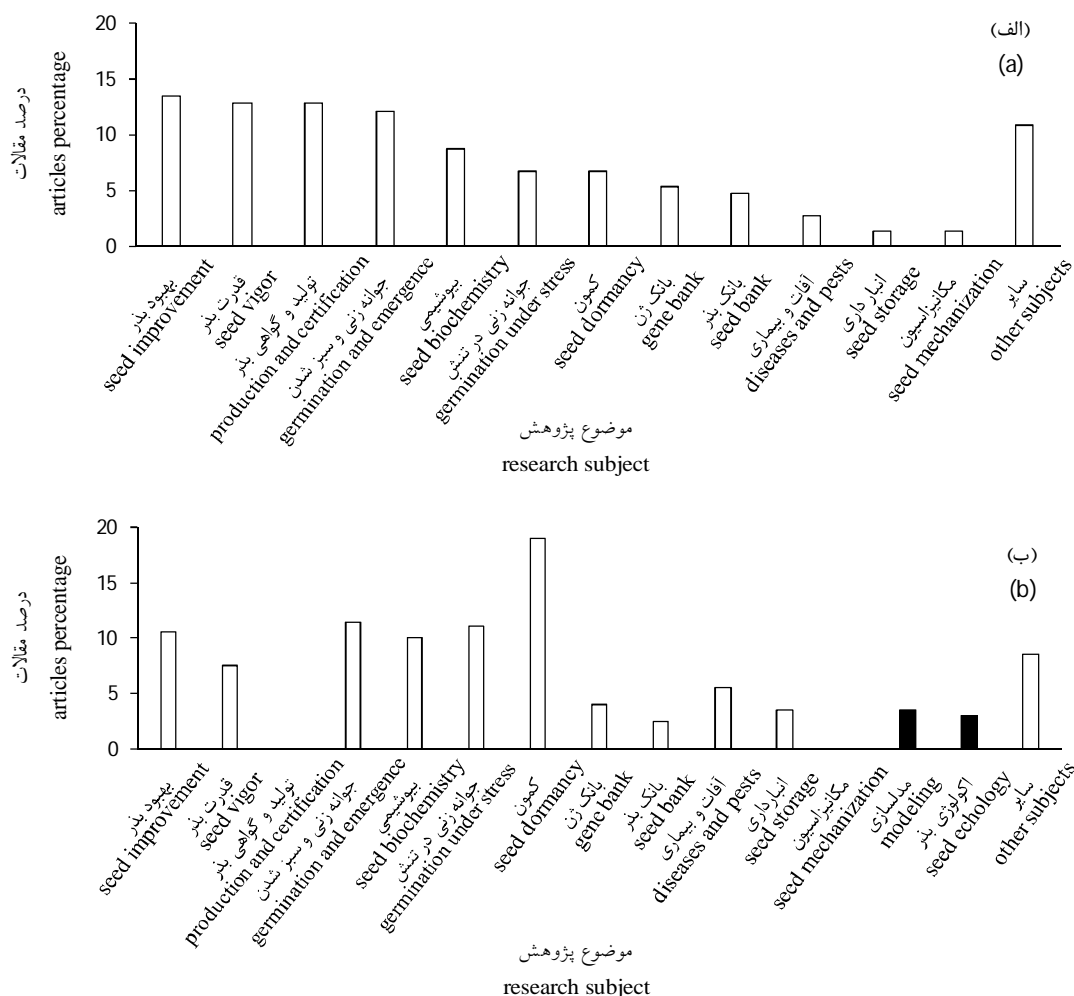 (الف)
(a)
درصد مقالات
articles percentage
20
15
10
5
0
بهبود بذر
seed improvement
قدرت بذر
seed vigor
تولید و گواهی بذر
production and certification
جوانه زنی و سبز شدن
germination and emergence
بیوشیمی
seed biochemistry
جوانه زنی در تنش
germination under stress
کمون
seed dormancy
بانک ژن
gene bank
بانک بذر
seed bank
آفات و بیماری
diseases and pests
انبارداری
seed storage
مکانیزاسیون
seed mechanization
سایر
other subjects
موضوع پژوهش
research subject
(ب)
(b)
درصد مقالات
articles percentage
20
15
10
5
0
بهبود بذر
seed improvement
قدرت بذر
seed vigor
تولید و گواهی بذر
production and certification
جوانه زنی و سبز شدن
germination and emergence
بیوشیمی
seed biochemistry
جوانه زنی در تنش
germination under stress
کمون
seed dormancy
بانک ژن
gene bank
بانک بذر
seed bank
آفات و بیماری
diseases and pests
انبارداری
seed storage
مکانیزاسیون
seed mechanization
مدلسازی
modeling
اکولوژی بذر
seed echology
سایر
other subjects
موضوع پژوهش
research subject